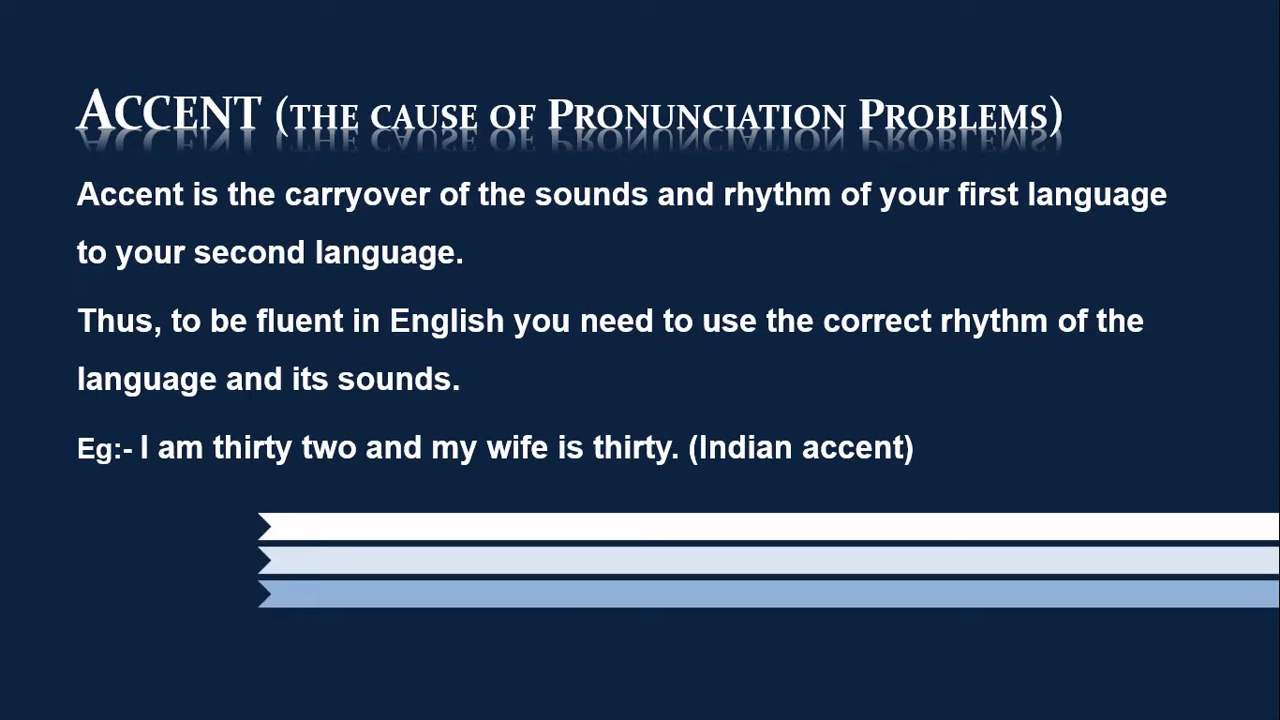 ACCENT (THE CAUSE OF PRONUNCIATION PROBLEMS)
Accent is the carryover of the sounds and rhythm of your first language
to your second language.
Thus, to be fluent in English you need to use the correct rhythm of the
language and its sounds.
Eg:- I am thirty two and my wife is thirty. (Indian accent)